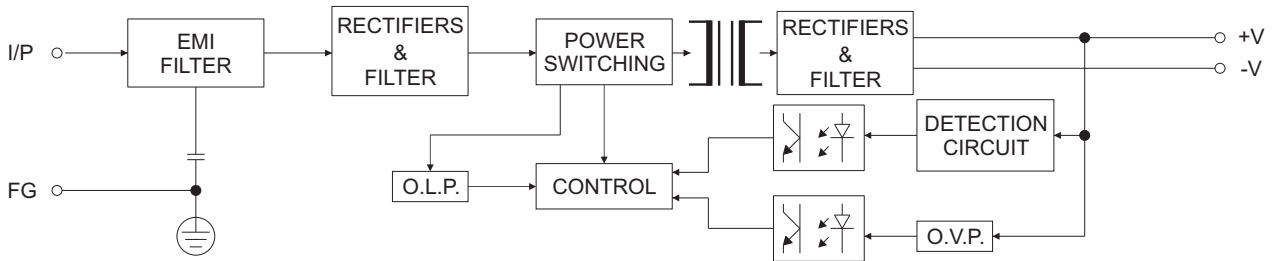 I/P
EMI
FILTER
RECTIFIERS
&
FILTER
POWER
SWITCHING
RECTIFIERS
&
FILTER
+V
-V
DETECTION
CIRCUIT
FG
O.L.P.
CONTROL
O.V.P.